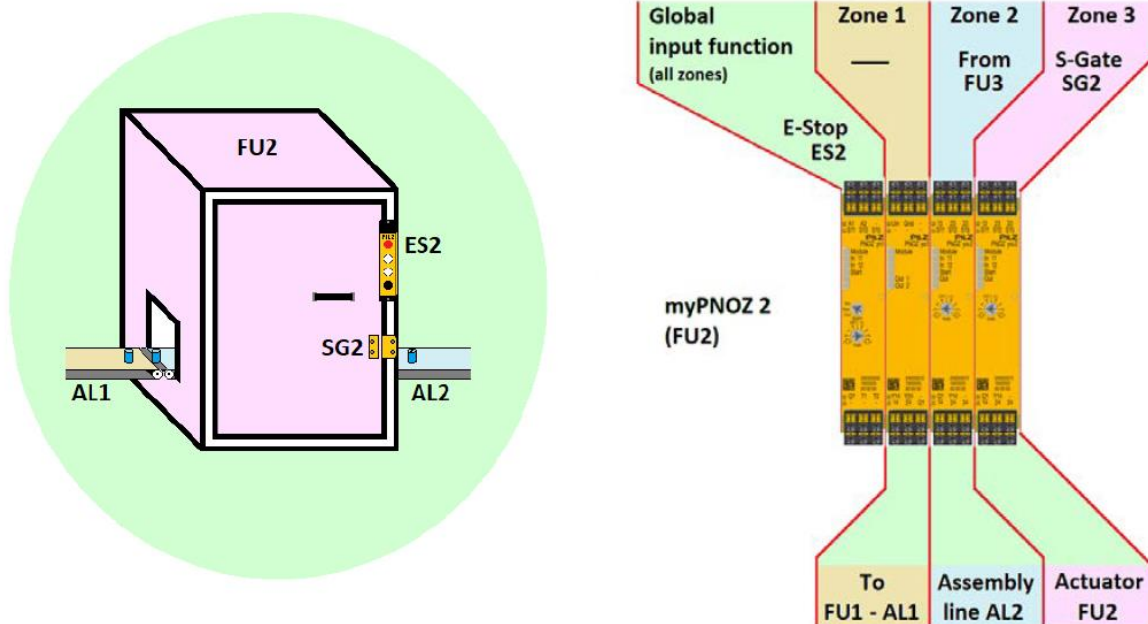 FU2
ES2
SG2
AL1
AL2
Global
input function
(all zones)
E-Stop
ES2
Zone 1
—
Zone 2
From
FU3
Zone 3
S-Gate
SG2
myPNOZ 2
(FU2)
To
FU1 - AL1
Assembly
line AL2
Actuator
FU2